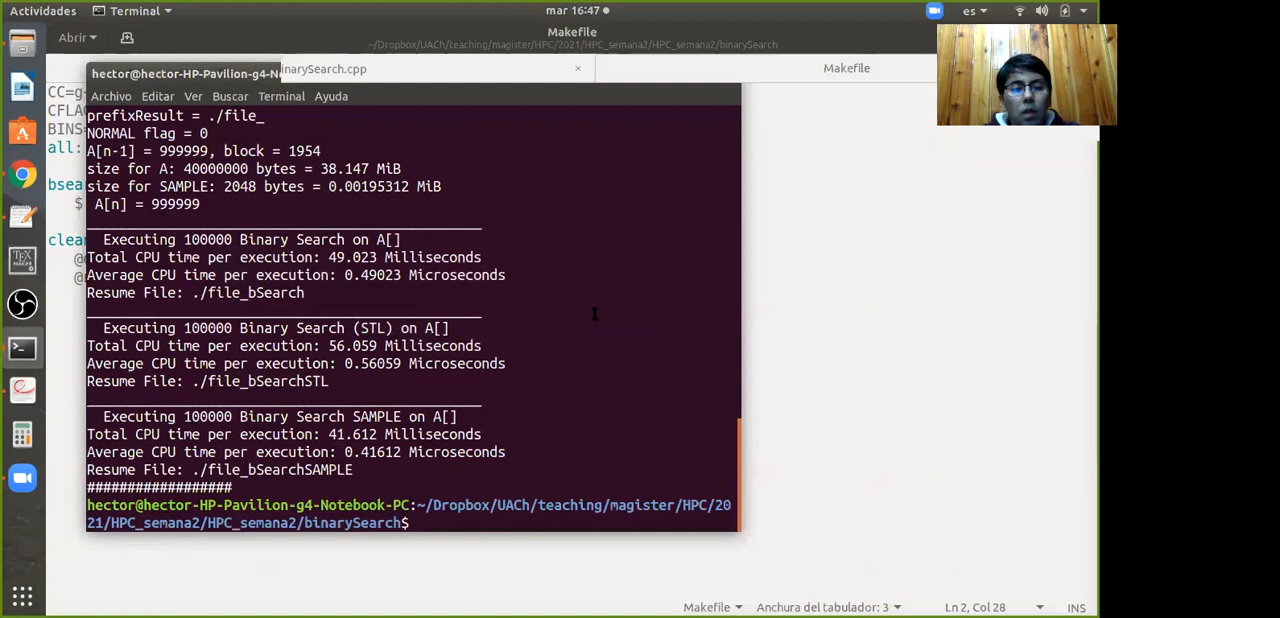 Actividades Terminal mar 16:47 es
Abrir Makefile
~/Dropbox/UACh/teaching/magister/HPC/2021/HPC_semana2/HPC_semana2/binarySearch
hector@hector-HP-Pavilion-g4-N inarySearch.cpp × Makefile
Archivo Editar Ver Buscar Terminal Ayuda
CC=g
CFLAG
BINS=
all:
bsea
$
clea
@
@
prefixResult = ./file_
NORMAL flag = 0
A[n-1] = 999999, block = 1954
size for A: 40000000 bytes = 38.147 MiB
size for SAMPLE: 2048 bytes = 0.00195312 MiB
A[n] = 999999
_________________________________________________
Executing 100000 Binary Search on A[]
Total CPU time per execution: 49.023 Milliseconds
Average CPU time per execution: 0.49023 Microseconds
Resume File: ./file_bSearch
_________________________________________________
Executing 100000 Binary Search (STL) on A[]
Total CPU time per execution: 56.059 Milliseconds
Average CPU time per execution: 0.56059 Microseconds
Resume File: ./file_bSearchSTL
_________________________________________________
Executing 100000 Binary Search SAMPLE on A[]
Total CPU time per execution: 41.612 Milliseconds
Average CPU time per execution: 0.41612 Microseconds
Resume File: ./file_bSearchSAMPLE
##################
hector@hector-HP-Pavilion-g4-Notebook-PC:~/Dropbox/UACh/teaching/magister/HPC/20
21/HPC_semana2/HPC_semana2/binarySearch$
Makefile Anchura del tabulador: 3 Ln 2, Col 28 INS